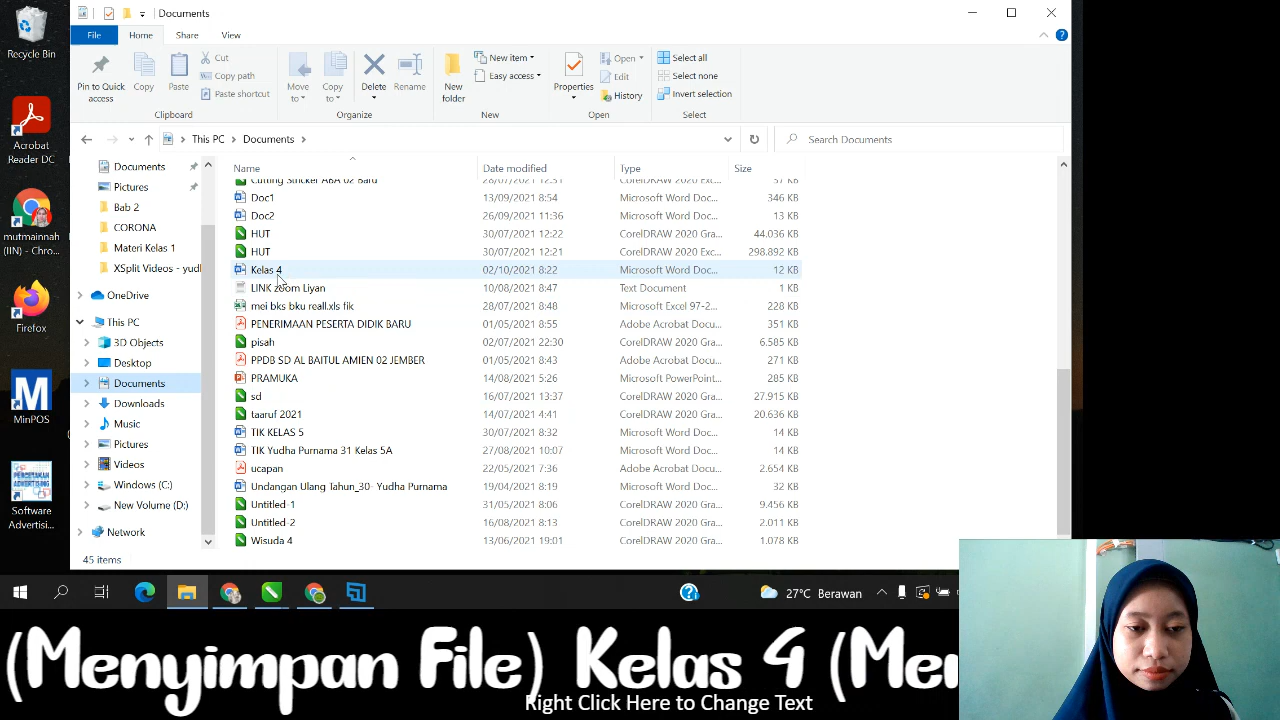 Recycle Bin
Acrobat
Reader DC
mutmainnah
(IIN) - Chro...
Firefox
MinPOS
Software
Advertisi...
Documents
File
Home
Share
View
Pin to Quick
access
Copy
Paste
Cut
Copy path
Paste shortcut
Clipboard
Move
to
Copy
to
Delete
Rename
Organize
New
folder
New item
Easy access
New
Properties
Open
Edit
History
Open
Select all
Select none
Invert selection
Select
This PC
Documents
Search Documents
Documents
Pictures
Bab 2
CORONA
Materi Kelas 1
XSplit Videos - yud
OneDrive
This PC
3D Objects
Desktop
Documents
Downloads
Music
Pictures
Videos
Windows (C:)
New Volume (D:)
Network
Name Date modified Type Size
Doc1 13/09/2021 8:54 Microsoft Word Doc... 346 KB
Doc2 26/09/2021 11:36 Microsoft Word Doc... 13 KB
HUT 30/07/2021 12:22 CorelDRAW 2020 Gra... 44.036 KB
HUT 30/07/2021 12:21 CorelDRAW 2020 Exc... 298.892 KB
Kelas 4 02/10/2021 8:22 Microsoft Word Doc... 12 KB
LINK zoom Liyan 10/08/2021 8:47 Text Document 1 KB
mei bks bku reall.xls fik 28/07/2021 8:48 Microsoft Excel 97-2... 228 KB
PENERIMAAN PESERTA DIDIK BARU 01/05/2021 8:55 Adobe Acrobat Docu... 351 KB
pisah 02/07/2021 22:30 CorelDRAW 2020 Gra... 6.585 KB
PPDB SD AL BAITUL AMIEN 02 JEMBER 01/05/2021 8:43 Adobe Acrobat Docu... 271 KB
PRAMUKA 14/08/2021 5:26 Microsoft PowerPoint... 285 KB
sd 16/07/2021 13:37 CorelDRAW 2020 Gra... 27.915 KB
taaruf 2021 14/07/2021 4:41 CorelDRAW 2020 Gra... 20.636 KB
TIK KELAS 5 30/07/2021 8:32 Microsoft Word Doc... 14 KB
TIK Yudha Purnama 31 Kelas 5A 27/08/2021 10:07 Microsoft Word Doc... 14 KB
ucapan 22/05/2021 7:36 Adobe Acrobat Docu... 2.654 KB
Undangan Ulang Tahun_30- Yudha Purnama 19/04/2021 8:19 Microsoft Word Doc... 32 KB
Untitled-1 31/05/2021 8:06 CorelDRAW 2020 Gra... 9.456 KB
Untitled-2 16/08/2021 8:13 CorelDRAW 2020 Gra... 2.011 KB
Wisuda 4 13/06/2021 19:01 CorelDRAW 2020 Gra... 1.078 KB
45 items
27°C Berawan
(Menyimpan File) Kelas 4 (Me
Right Click Here to Change Text